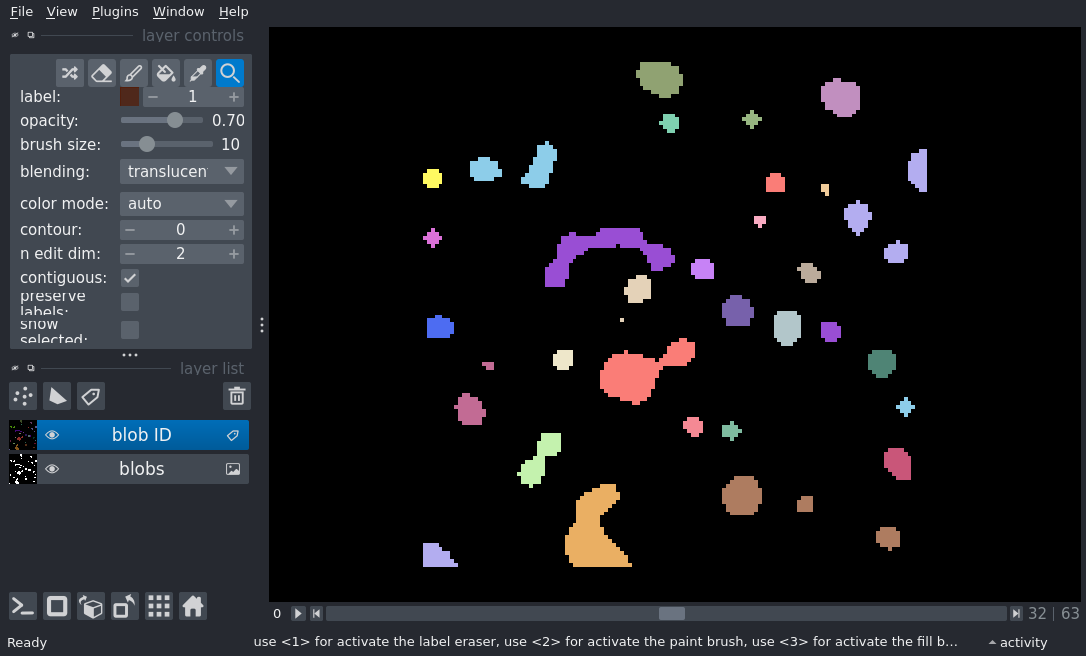 File View Plugins Window Help
layer controls
label: 1
opacity: 0.70
brush size: 10
blending: translucen
color mode: auto
contour: 0
n edit dim: 2
contiguous:
preserve
labels:
show
selected:
layer list
blob ID
blobs
0 32 63
Ready use <1> for activate the label eraser, use <2> for activate the paint brush, use <3> for activate the fill b... activity